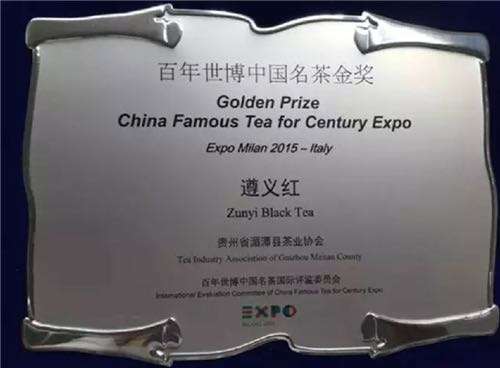 百年世博中国名茶金奖
Golden Prize
China Famous Tea for Century Expo
Expo Milan 2015 – Italy
遵义红
Zunyi Black Tea
贵州省湄潭县茶业协会
Tea Industry Association of Guizhou Meitan County
百年世博中国名茶国际评鉴委员会
International Evaluation Committee of China Famous Tea for Century Expo
EXPO
MILANO 2015